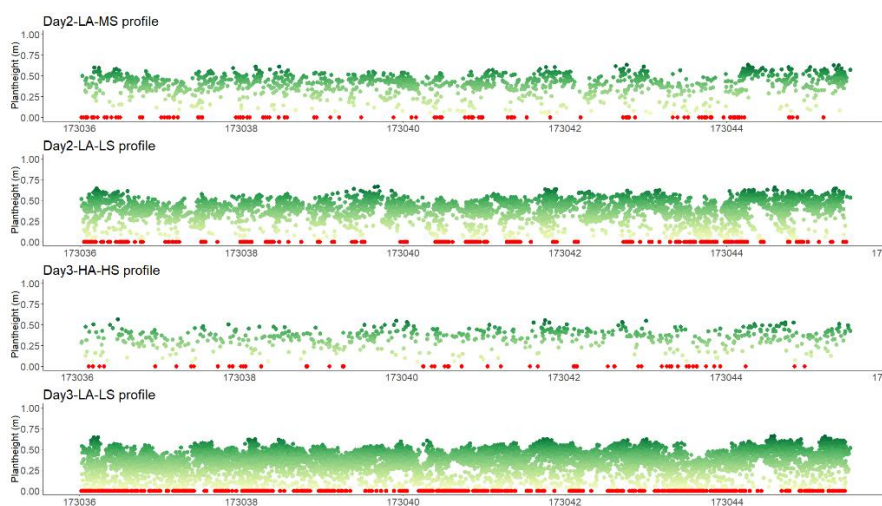 Day2-LA-MS profile
Plantheight (m)
1.00
0.75
0.50
0.25
0.00
173036 173038 173040 173042 173044
Day2-LA-LS profile
Plantheight (m)
1.00
0.75
0.50
0.25
0.00
173036 173038 173040 173042 173044 17
Day3-HA-HS profile
Plantheight (m)
1.00
0.75
0.50
0.25
0.00
173036 173038 173040 173042 173044 17
Day3-LA-LS profile
Plantheight (m)
1.00
0.75
0.50
0.25
0.00
173036 173038 173040 173042 173044